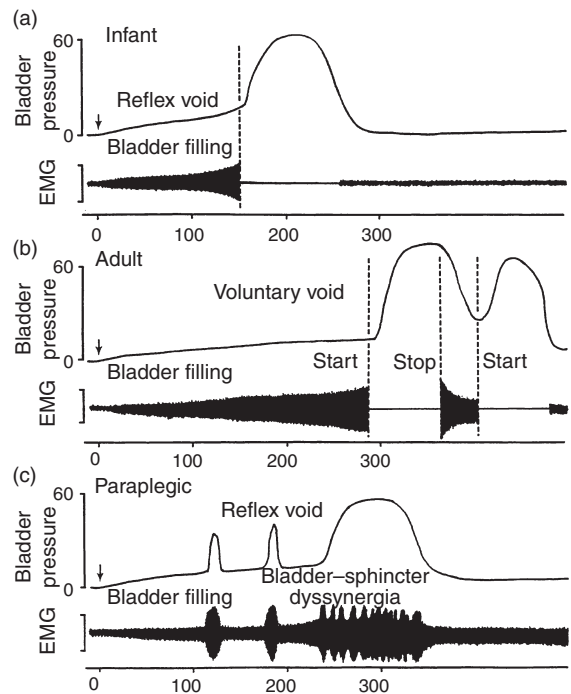 (a)
Infant
Bladder
pressure
60
0
Reflex void
Bladder filling
EMG
0 100 200 300
(b)
Adult
Bladder
pressure
60
0
Voluntary void
Start Stop Start
Bladder filling
EMG
0 100 200 300
(c)
Paraplegic
Bladder
pressure
60
0
Reflex void
Bladder filling
Bladder–sphincter
dyssynergia
EMG
0 100 200 300